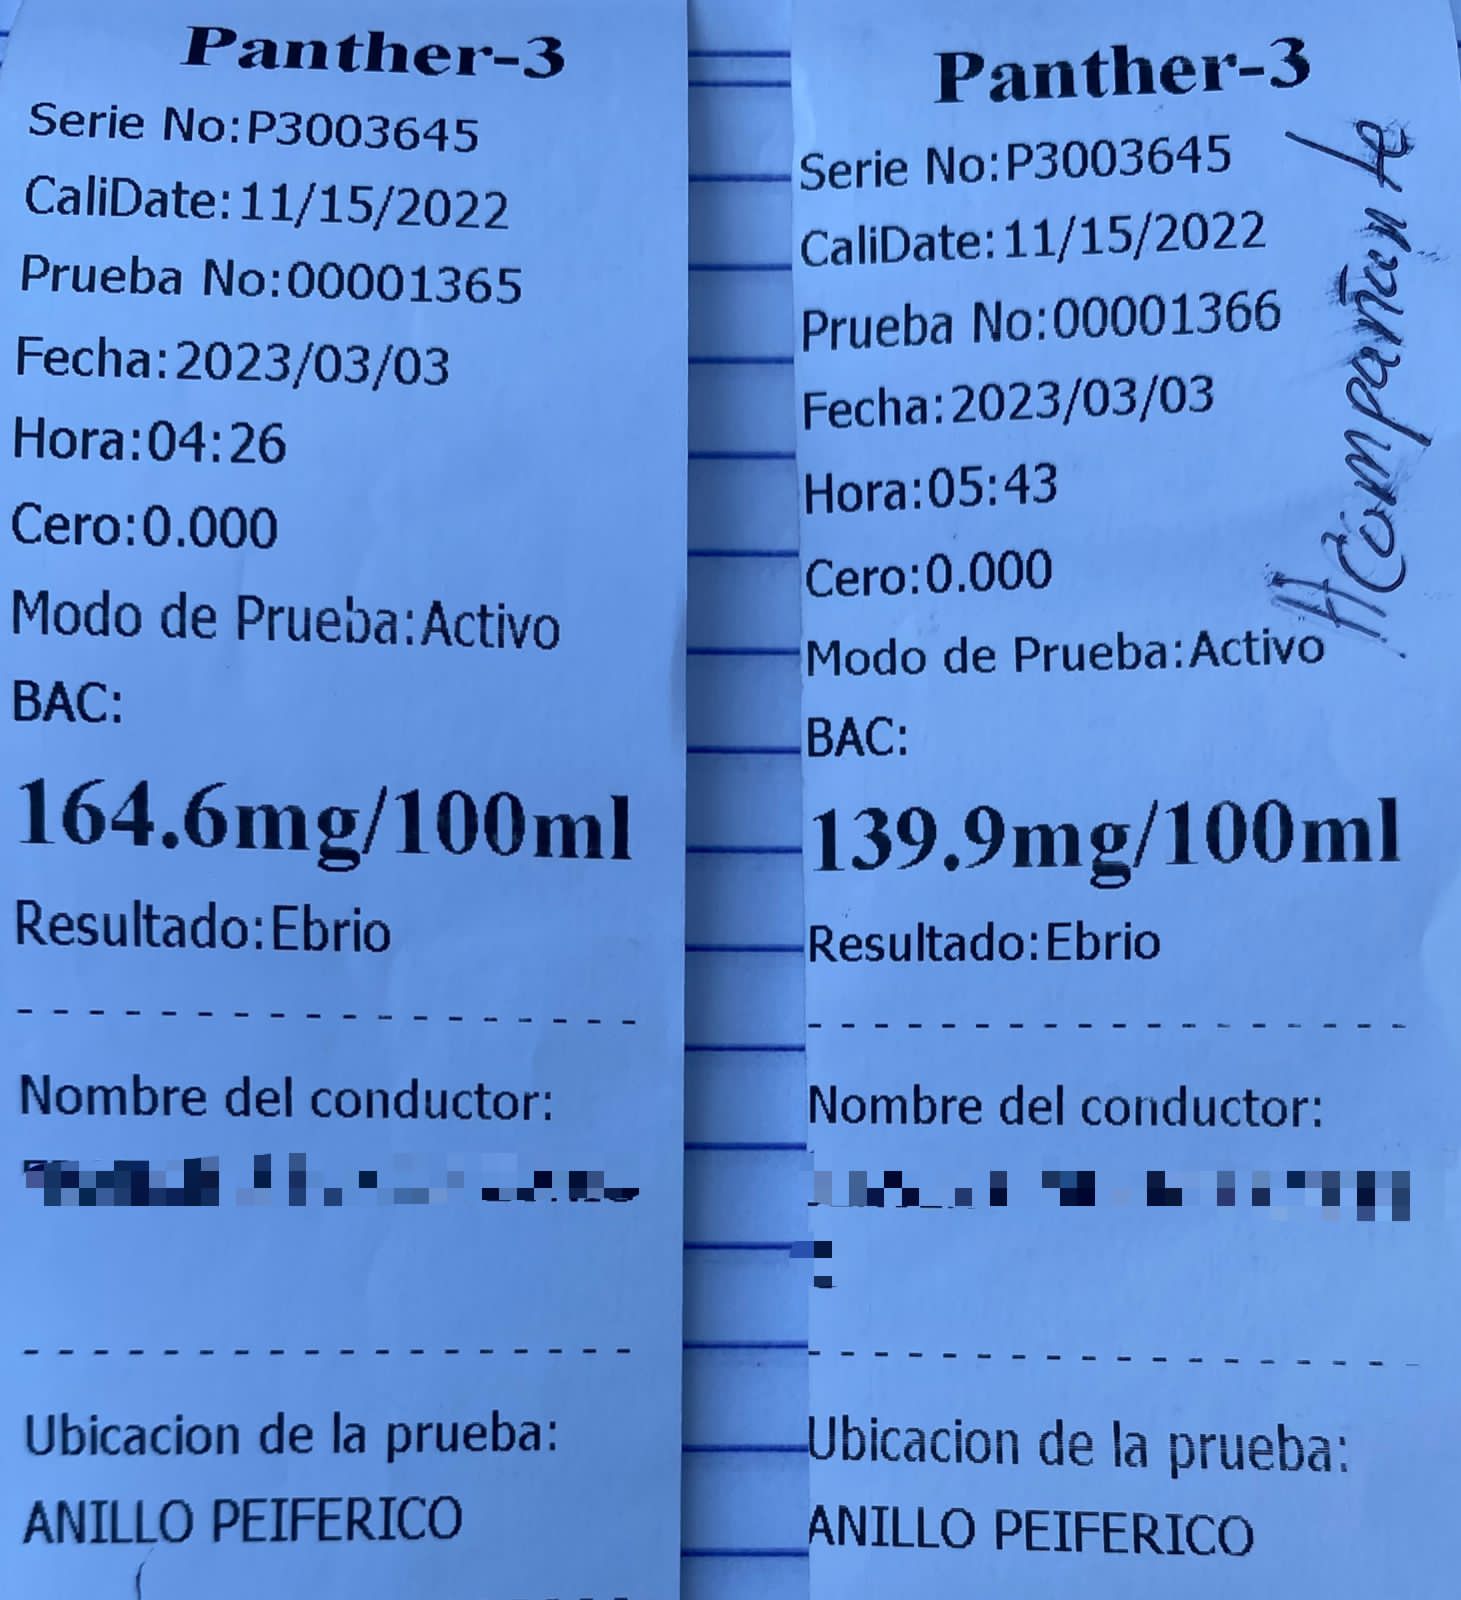 Panther-3
Serie No:P3003645
CaliDate:11/15/2022
Prueba No:00001365
Fecha:2023/03/03
Hora:04:26
Cero:0.000
Modo de Prueba:Activo
BAC:
164.6mg/100ml
Resultado:Ebrio
Nombre del conductor:
Ubicacion de la prueba:
ANILLO PEIFERICO
Panther-3
Serie No:P3003645
CaliDate:11/15/2022
Prueba No:00001366
Fecha:2023/03/03
Hora:05:43
Cero:0.000
Modo de Prueba:Activo
BAC:
139.9mg/100ml
Resultado:Ebrio
Nombre del conductor:
Ubicacion de la prueba:
ANILLO PEIFERICO
Acompañante